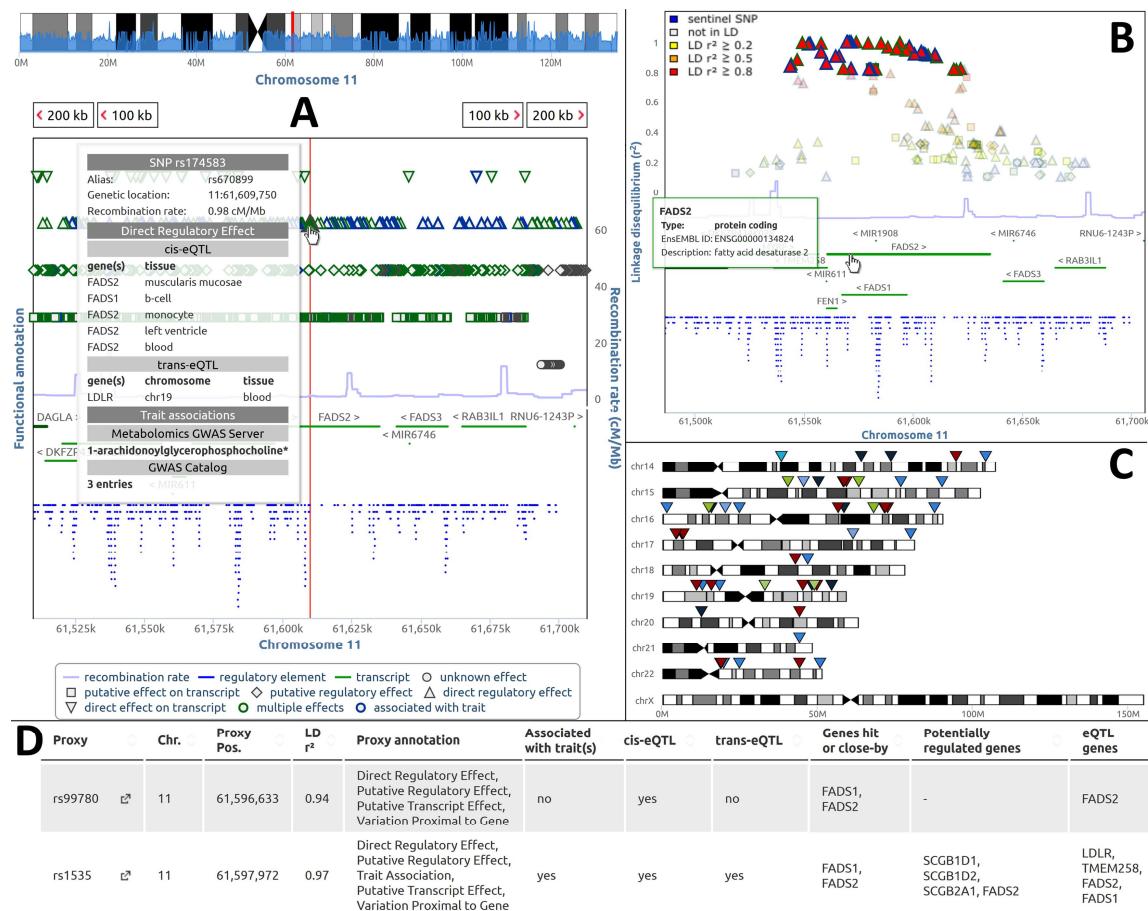 0M 20M 40M 60M 80M 100M 120M
Chromosome 11
A
< 200 kb
< 100 kb
100 kb >
200 kb >
SNP rs174583
Alias: rs670899
Genetic location: 11:61,609,750
Recombination rate: 0.98 cM/Mb
Direct Regulatory Effect
cis-eQTL
gene(s) tissue
FADS2 muscularis mucosae
FADS1 b-cell
FADS2 monocyte
FADS2 left ventricle
FADS2 blood
trans-eQTL
gene(s) chromosome tissue
LDLR chr19 blood
Trait associations
Metabolomics GWAS Server
1-arachidonoylglycerophosphocholine*
GWAS Catalog
3 entries
Functional annotation
60
40
20
0
Recombination rate (cM/Mb)
DAGLA >
FADS2 >
< FADS3
< RAB3IL1
RNU6-1243P >
< MIR6746
< DKFZP
< MIR611
61,525k 61,550k 61,575k 61,600k 61,625k 61,650k 61,675k 61,700k
Chromosome 11
recombination rate
regulatory element
transcript
unknown effect
putative effect on transcript
putative regulatory effect
direct regulatory effect
direct effect on transcript
multiple effects
associated with trait
B
sentinel SNP
not in LD
LD r² ≥ 0.2
LD r² ≥ 0.5
LD r² ≥ 0.8
1
0.8
0.6
0.4
0.2
0
Linkage disequilibrium (r²)
FADS2
Type: protein coding
EnsEMBL ID: ENSG00000134824
Description: fatty acid desaturase 2
< MIR1908
< MIR6746
RNU6-1243P >
FADS2 >
< TMEM258
< RAB3IL1
< MIR611
< FADS3
< FADS1
FEN1 >
61,500k 61,550k 61,600k 61,650k 61,700k
Chromosome 11
C
chr14
chr15
chr16
chr17
chr18
chr19
chr20
chr21
chr22
chrX
0M 50M 100M 150M
D
Proxy Chr. Proxy Pos. LD r² Proxy annotation Associated with trait(s) cis-eQTL trans-eQTL Genes hit or close-by Potentially regulated genes eQTL genes
rs99780 11 61,596,633 0.94 Direct Regulatory Effect, Putative Regulatory Effect, Putative Transcript Effect, Variation Proximal to Gene no yes no FADS1, FADS2 - FADS2
rs1535 11 61,597,972 0.97 Direct Regulatory Effect, Putative Regulatory Effect, Trait Association, Putative Transcript Effect, Variation Proximal to Gene yes yes yes FADS1, FADS2 SCGB1D1, SCGB1D2, SCGB2A1, FADS2 LDLR, TMEM258, FADS2, FADS1